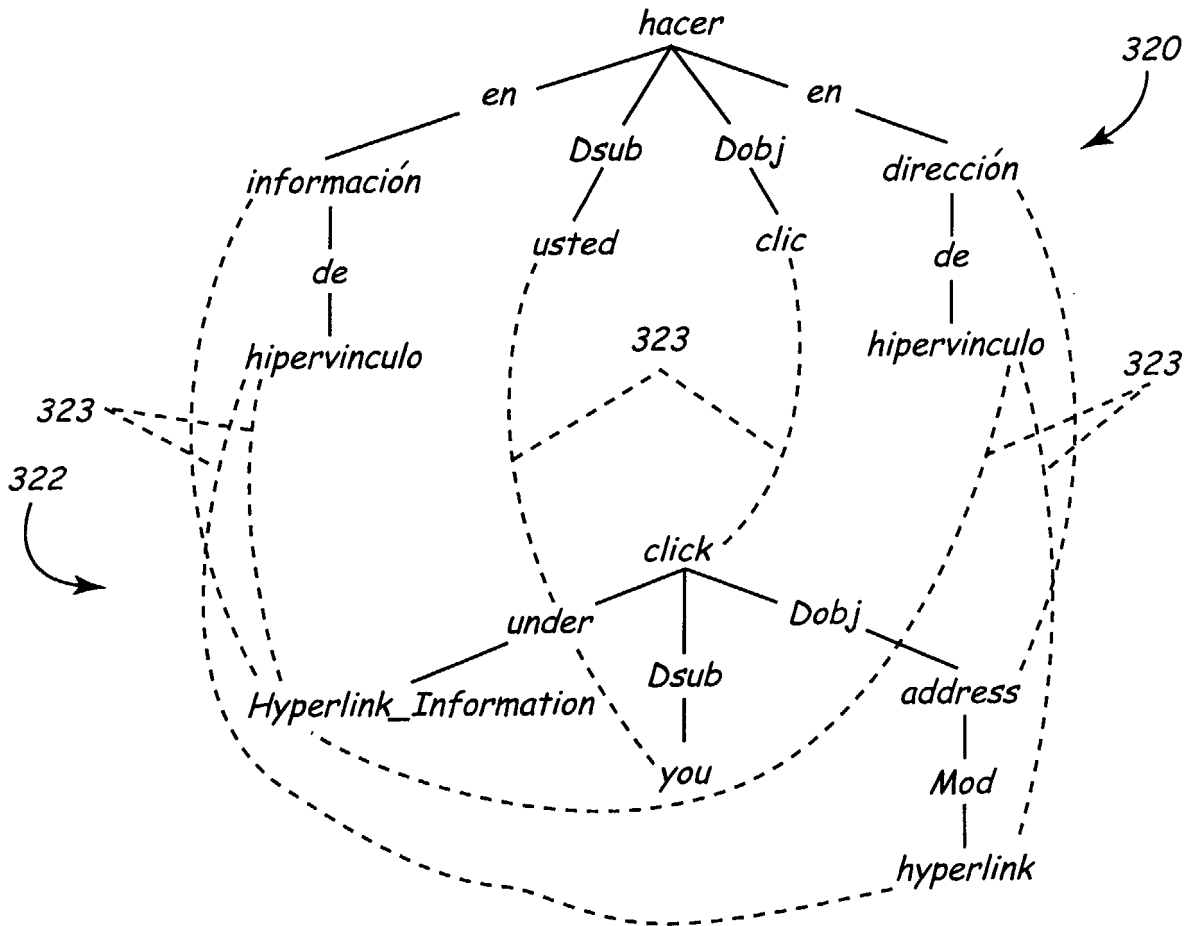 hacer
320
en
en
Dsub
Dobj
información
dirección
usted
clic
de
de
hipervinculo
323
hipervinculo
323
323
322
click
under
Dobj
Hyperlink_Information
Dsub
address
you
Mod
hyperlink